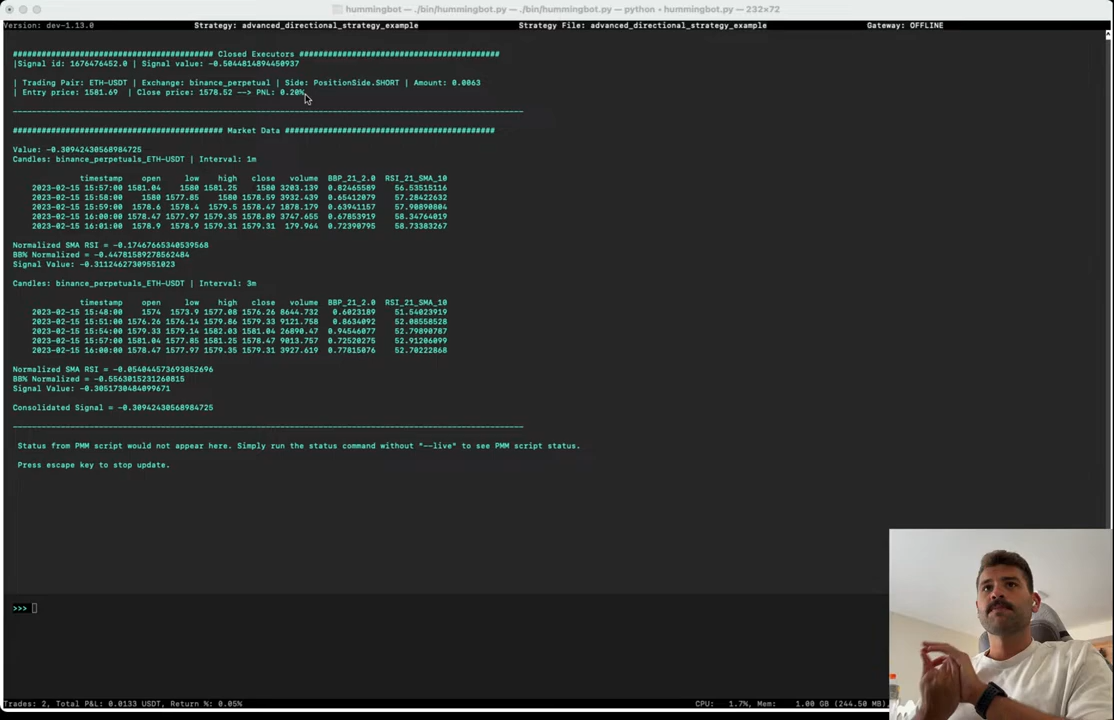 hummingbot — ./bin/hummingbot.py — ./bin/hummingbot.py — python • hummingbot.py — 232×72
Version: dev-1.13.0 Strategy: advanced_directional_strategy_example Strategy File: advanced_directional_strategy_example Gateway: OFFLINE
########################################## Closed Executors ##########################################
|Signal id: 1676476452.0 | Signal value: -0.5044814894450937
| Trading Pair: ETH-USDT | Exchange: binance_perpetual | Side: PositionSide.SHORT | Amount: 0.0063
| Entry price: 1581.69 | Close price: 1578.52 --> PNL: 0.20%
############################################ Market Data ############################################
Value: -0.30942430568984725
Candles: binance_perpetuals_ETH-USDT | Interval: 1m
timestamp open low high close volume BBP_21_2.0 RSI_21_SMA_10
2023-02-15 15:57:00 1581.04 1580 1581.25 1580 3203.139 0.82465589 56.53515116
2023-02-15 15:58:00 1580 1577.85 1580 1578.59 3932.439 0.65412079 57.28422632
2023-02-15 15:59:00 1578.6 1578.4 1579.5 1578.47 1878.179 0.63941157 57.98890804
2023-02-15 16:00:00 1578.47 1577.97 1579.35 1578.89 3747.655 0.67853919 58.34764019
2023-02-15 16:01:00 1578.9 1578.9 1579.31 1579.31 179.964 0.72390795 58.73383267
Normalized SMA RSI = -0.17467665340539568
BB% Normalized = -0.44781589278562484
Signal Value: -0.31124627309551023
Candles: binance_perpetuals_ETH-USDT | Interval: 3m
timestamp open low high close volume BBP_21_2.0 RSI_21_SMA_10
2023-02-15 15:48:00 1574 1573.9 1577.08 1576.26 8644.732 0.6023189 51.54023919
2023-02-15 15:51:00 1576.26 1576.14 1579.86 1579.33 9121.758 0.8634092 52.08558528
2023-02-15 15:54:00 1579.33 1579.14 1582.03 1581.04 26890.47 0.94546077 52.79890787
2023-02-15 15:57:00 1581.04 1577.85 1581.25 1578.47 9013.757 0.72520275 52.91206099
2023-02-15 16:00:00 1578.47 1577.97 1579.35 1579.31 3927.619 0.77815076 52.70222868
Normalized SMA RSI = -0.054044573693852696
BB% Normalized = -0.5563015231260815
Signal Value: -0.3051730484099671
Consolidated Signal = -0.30942430568984725
Status from PMM script would not appear here. Simply run the status command without "--live" to see PMM script status.
Press escape key to stop update.
>>>
Trades: 2, Total P&L: 0.0133 USDT, Return %: 0.05% CPU: 1.7%, Mem: 1.00 GB (244.50 MB),